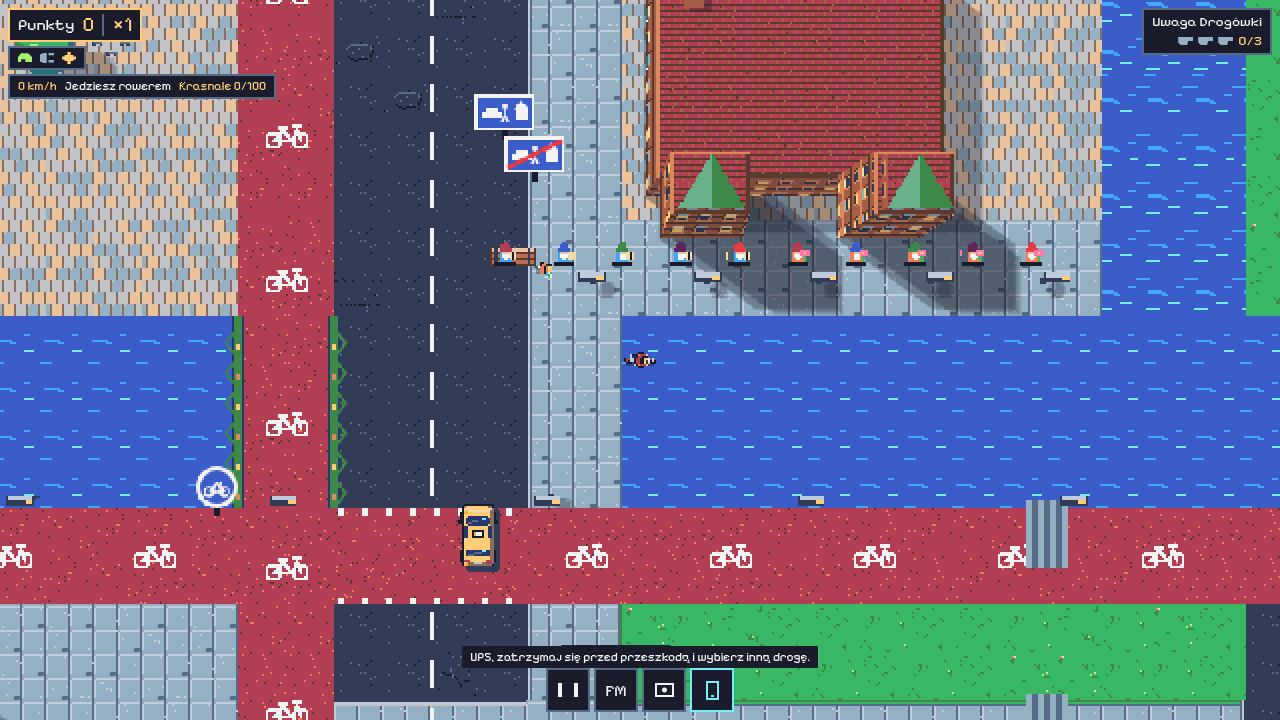 Punkty 0 ×1
Uwaga Drogówki
0/3
0 km/h Jedziesz rowerem Krasnale 0/100
UPS, zatrzymaj się przed przeszkodą i wybierz inną drogę.
FM